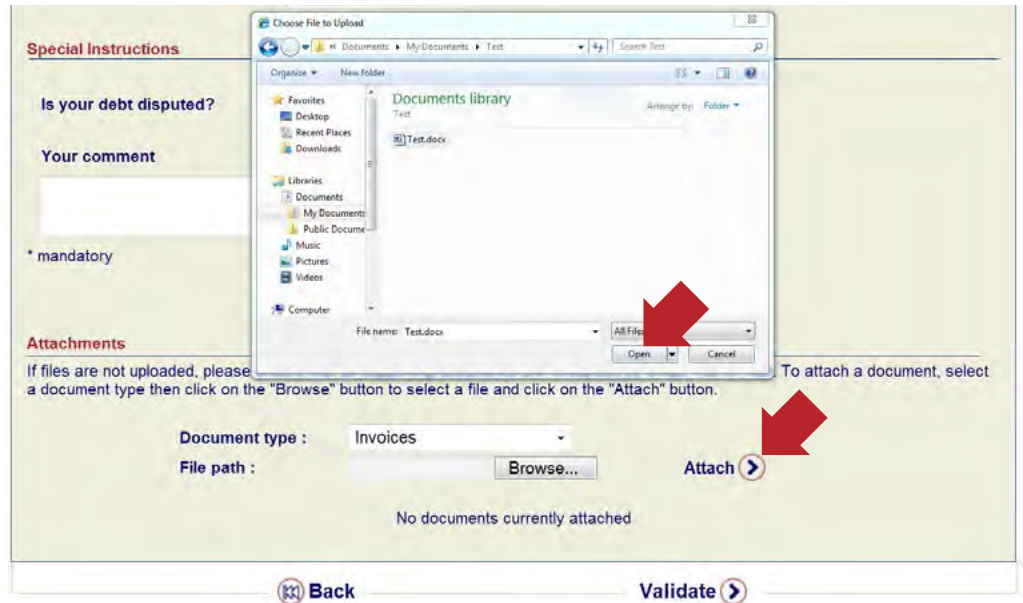 Choose File to Upload
« Documents ▸ My Documents ▸ Test
Search Test
Organize
New folder
Special Instructions
Is your debt disputed?
Your comment
* mandatory
Favorites
Desktop
Recent Places
Downloads
Libraries
Documents
My Documents
Public Docume
Music
Pictures
Videos
Computer
Documents library
Test
Arrange by: Folder
Test.docx
File name: Test.docx
All Files
Open
Cancel
Attachments
If files are not uploaded, please
. To attach a document, select
a document type then click on the "Browse" button to select a file and click on the "Attach" button.
Document type :
Invoices
File path :
Browse...
Attach
No documents currently attached
Back
Validate